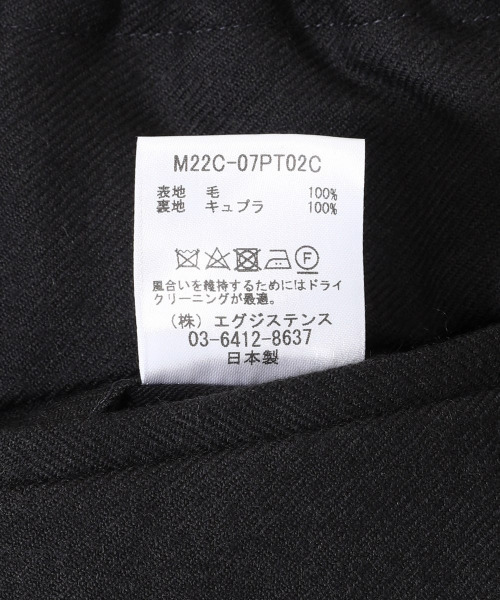 M22C-07PT02C
表地 毛 100%
裏地 キュプラ 100%
F
風合いを維持するためにはドライ
クリーニングが最適。
(株) エグジステンス
03-6412-8637
日本製